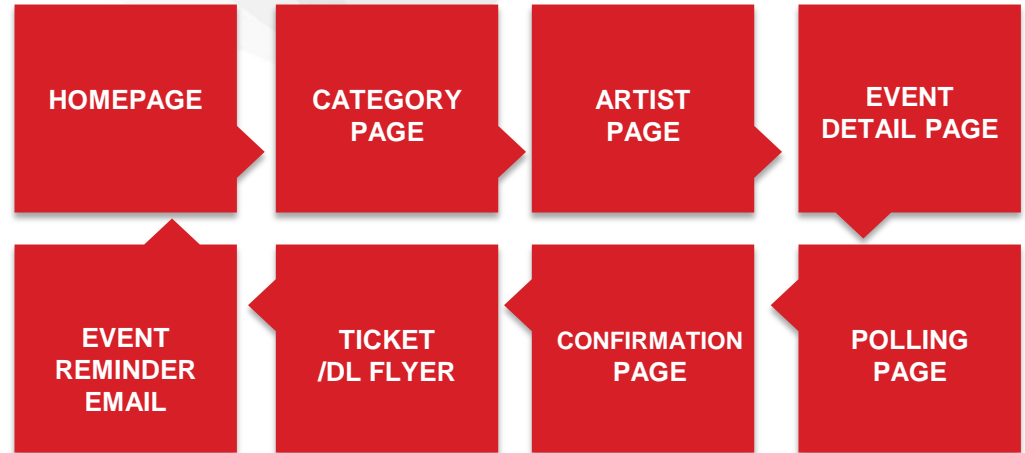 HOMEPAGE
CATEGORY
PAGE
ARTIST
PAGE
EVENT
DETAIL PAGE
EVENT
REMINDER
EMAIL
TICKET
/DL FLYER
CONFIRMATION
PAGE
POLLING
PAGE